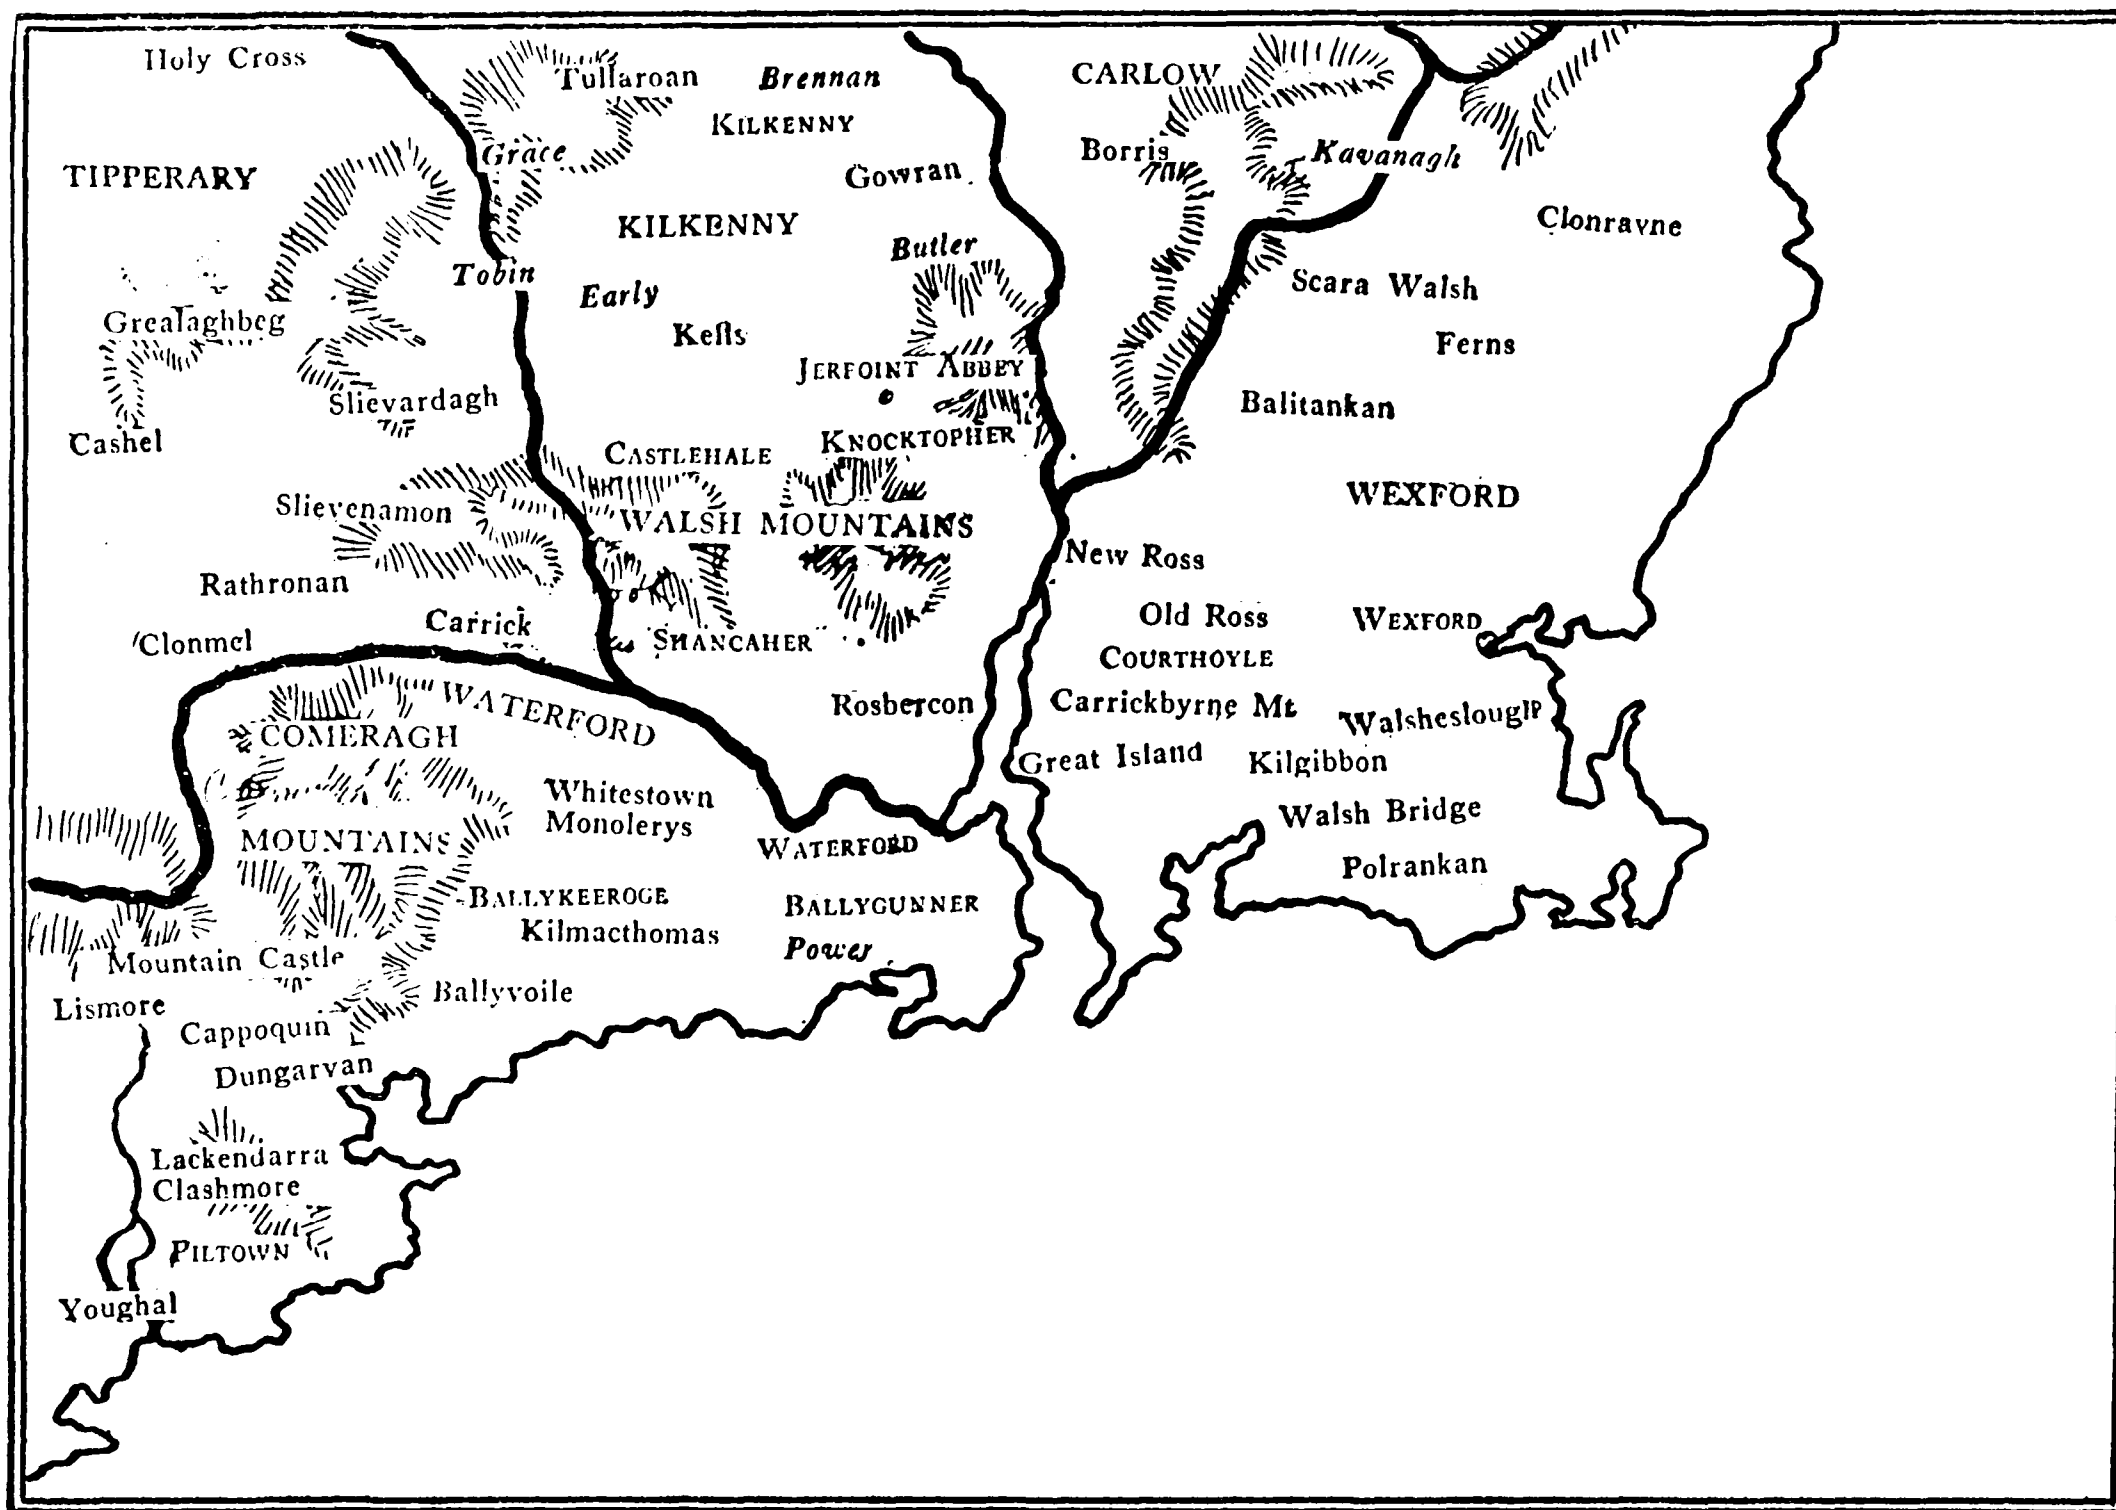 Holy Cross
Tullaroan
Brennan
CARLOW
KILKENNY
Grace
Borris
Kavanagh
TIPPERARY
Gowran
KILKENNY
Clonravne
Butler
Tobin
Early
Scara Walsh
Grealaghbeg
Kells
Ferns
JERFOINT ABBEY
Slievardagh
Balitankan
Cashel
KNOCKTOPHER
CASTLEHALE
WEXFORD
Slievenamon
WALSH MOUNTAINS
New Ross
Rathronan
Old Ross
WEXFORD
Carrick
Clonmel
SHANCAHER
COURTHOYLE
WATERFORD
Rosbercon
Carrickbyrne Mt
Walsheslough
COMERAGH
Great Island
Kilgibbon
Whitestown
Monolerys
Walsh Bridge
MOUNTAINS
WATERFORD
Polrankan
BALLYKEEROGE
BALLYGUNNER
Kilmacthomas
Power
Mountain Castle
Ballyvoile
Lismore
Cappoquin
Dungarvan
Lackendarra
Clashmore
PILTOWN
Youghal